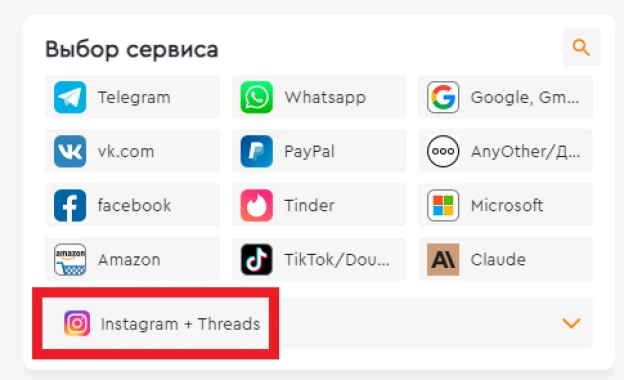 Выбор сервиса
Telegram
Whatsapp
Google, Gm...
vk.com
PayPal
AnyOther/Д...
facebook
Tinder
Microsoft
amazon
Amazon
TikTok/Dou...
Claude
Instagram + Threads